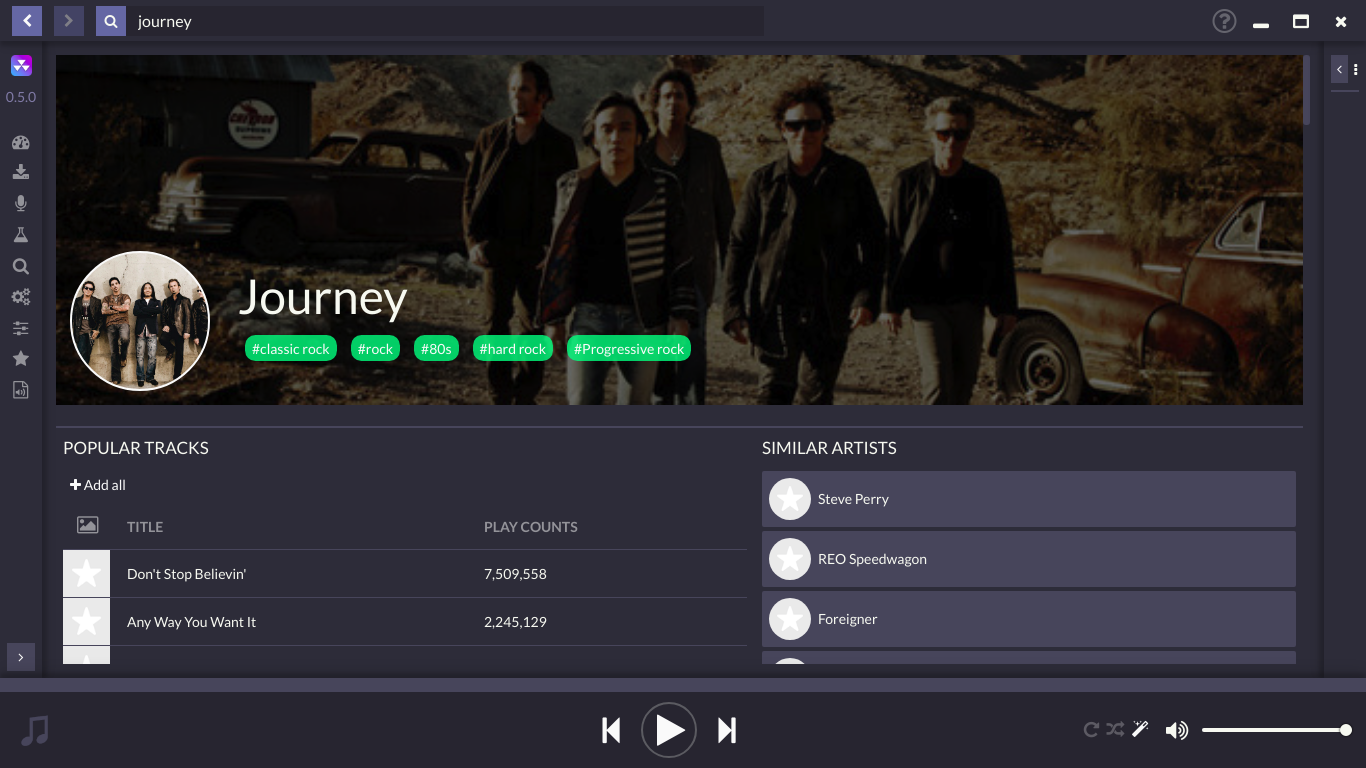 journey
0.5.0
Journey
#classic rock #rock #80s #hard rock #Progressive rock
POPULAR TRACKS
Add all
TITLE PLAY COUNTS
Don't Stop Believin' 7,509,558
Any Way You Want It 2,245,129
SIMILAR ARTISTS
Steve Perry
REO Speedwagon
Foreigner